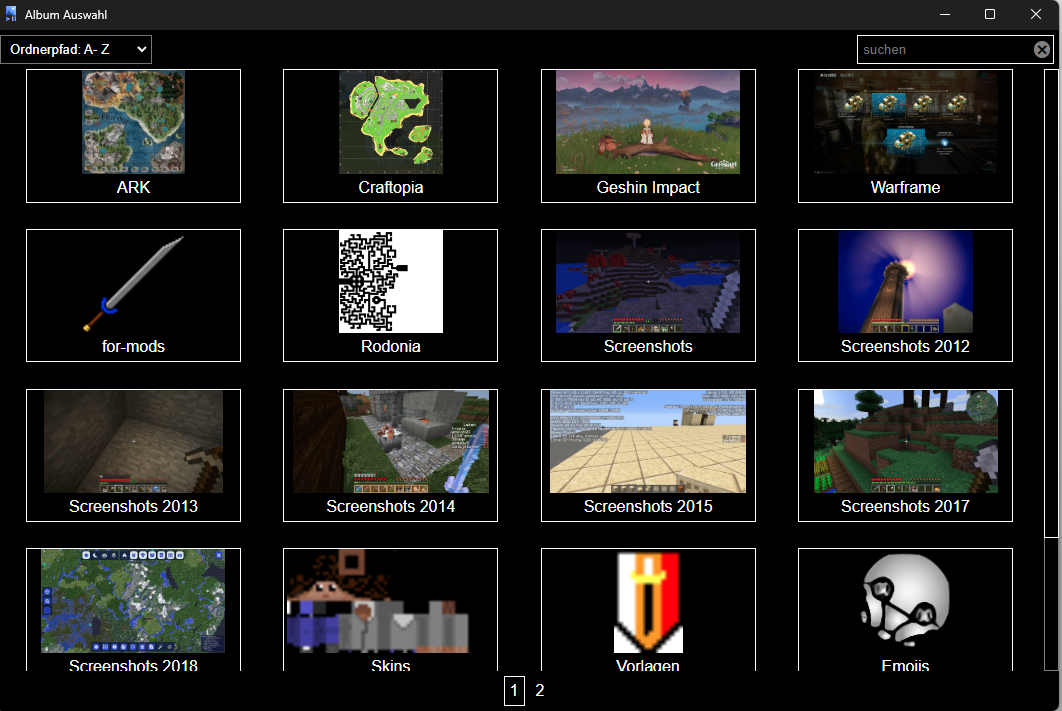 Album Auswahl
Ordnerpfad: A- Z
suchen
ARK
Craftopia
Geshin Impact
Warframe
for-mods
Rodonia
Screenshots
Screenshots 2012
Screenshots 2013
Screenshots 2014
Screenshots 2015
Screenshots 2017
Screenshots 2018
Skins
Vorlagen
Emojis
1 2